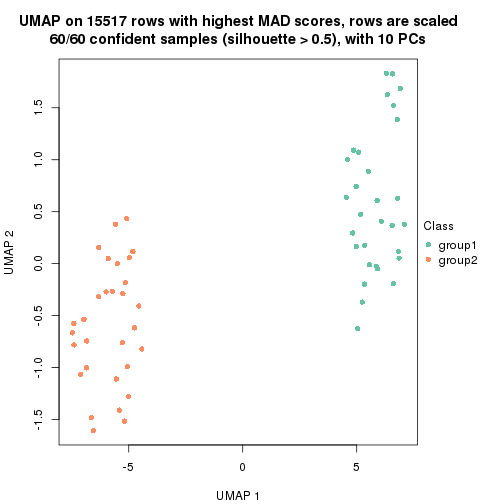 UMAP on 15517 rows with highest MAD scores, rows are scaled
60/60 confident samples (silhouette > 0.5), with 10 PCs
1.5
1.0
0.5
0.0
-0.5
-1.0
-1.5
UMAP 2
-5
0
5
UMAP 1
Class
group1
group2